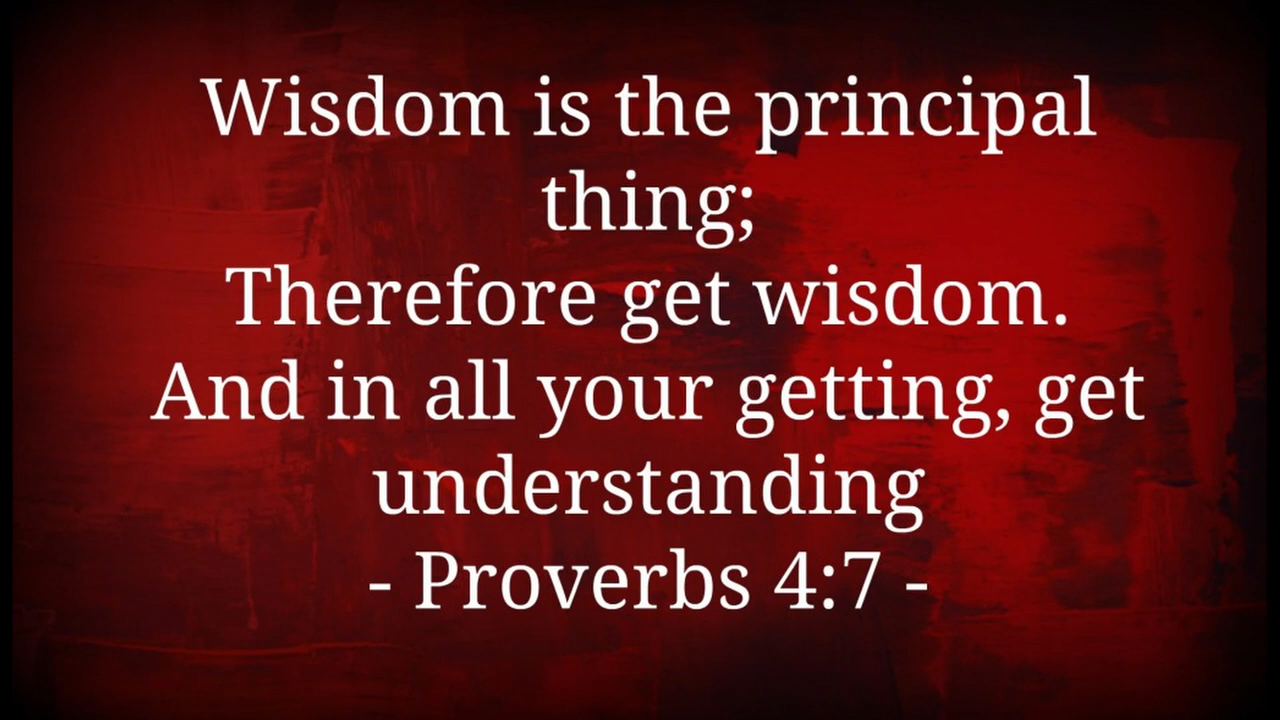 Wisdom is the principal
thing;
Therefore get wisdom.
And in all your getting, get
understanding
- Proverbs 4:7 -